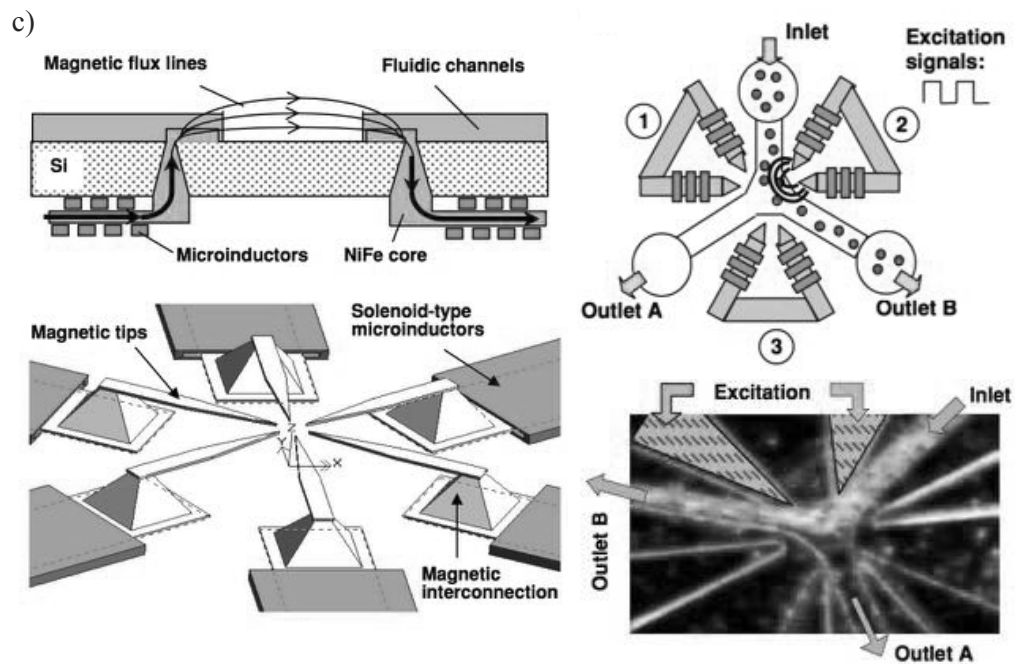 c)
Magnetic flux lines
Fluidic channels
Si
Microinductors
NiFe core
Inlet
Excitation
signals:
1
2
Outlet A
Outlet B
3
Magnetic tips
Solenoid-type
microinductors
Z
Y
X
Magnetic
interconnection
Excitation
Inlet
Outlet B
Outlet A